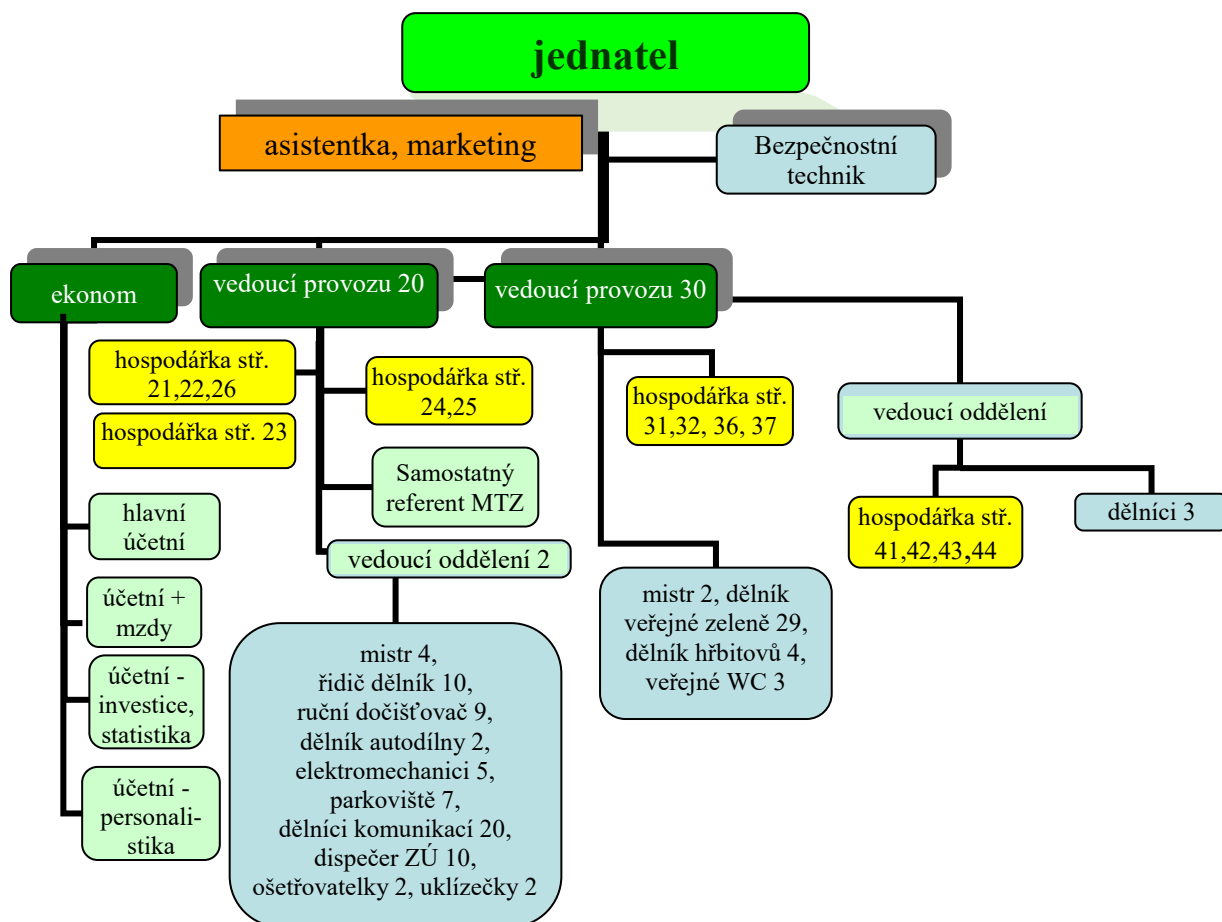 jednatel
asistentka, marketing
Bezpečnostní
technik
ekonom
vedoucí provozu 20
vedoucí provozu 30
hospodářka stř.
21,22,26
hospodářka stř. 23
hospodářka stř.
24,25
Samostatný
referent MTZ
vedoucí oddělení 2
hlavní
účetní
účetní +
mzdy
účetní -
investice,
statistika
účetní -
personali-
stika
mistr 4,
řidič dělník 10,
ruční dočišťovač 9,
dělník autodílny 2,
elektromechanici 5,
parkoviště 7,
dělníci komunikací 20,
dispečer ZÚ 10,
ošetřovatelky 2, uklízečky 2
hospodářka stř.
31,32, 36, 37
mistr 2, dělník
veřejné zeleně 29,
dělník hřbitovů 4,
veřejné WC 3
vedoucí oddělení
hospodářka stř.
41,42,43,44
dělníci 3